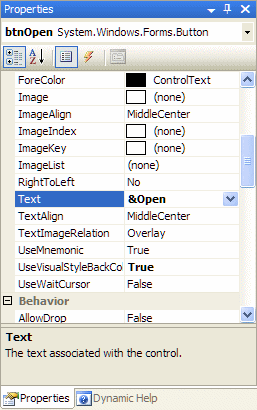 Properties
btnOpen System.Windows.Forms.Button
ForeColor ControlText
Image (none)
ImageAlign MiddleCenter
ImageIndex (none)
ImageKey (none)
ImageList (none)
RightToLeft No
Text &Open
TextAlign MiddleCenter
TextImageRelation Overlay
UseMnemonic True
UseVisualStyleBackCo True
UseWaitCursor False
Behavior
AllowDrop False
Text
The text associated with the control.
Properties Dynamic Help